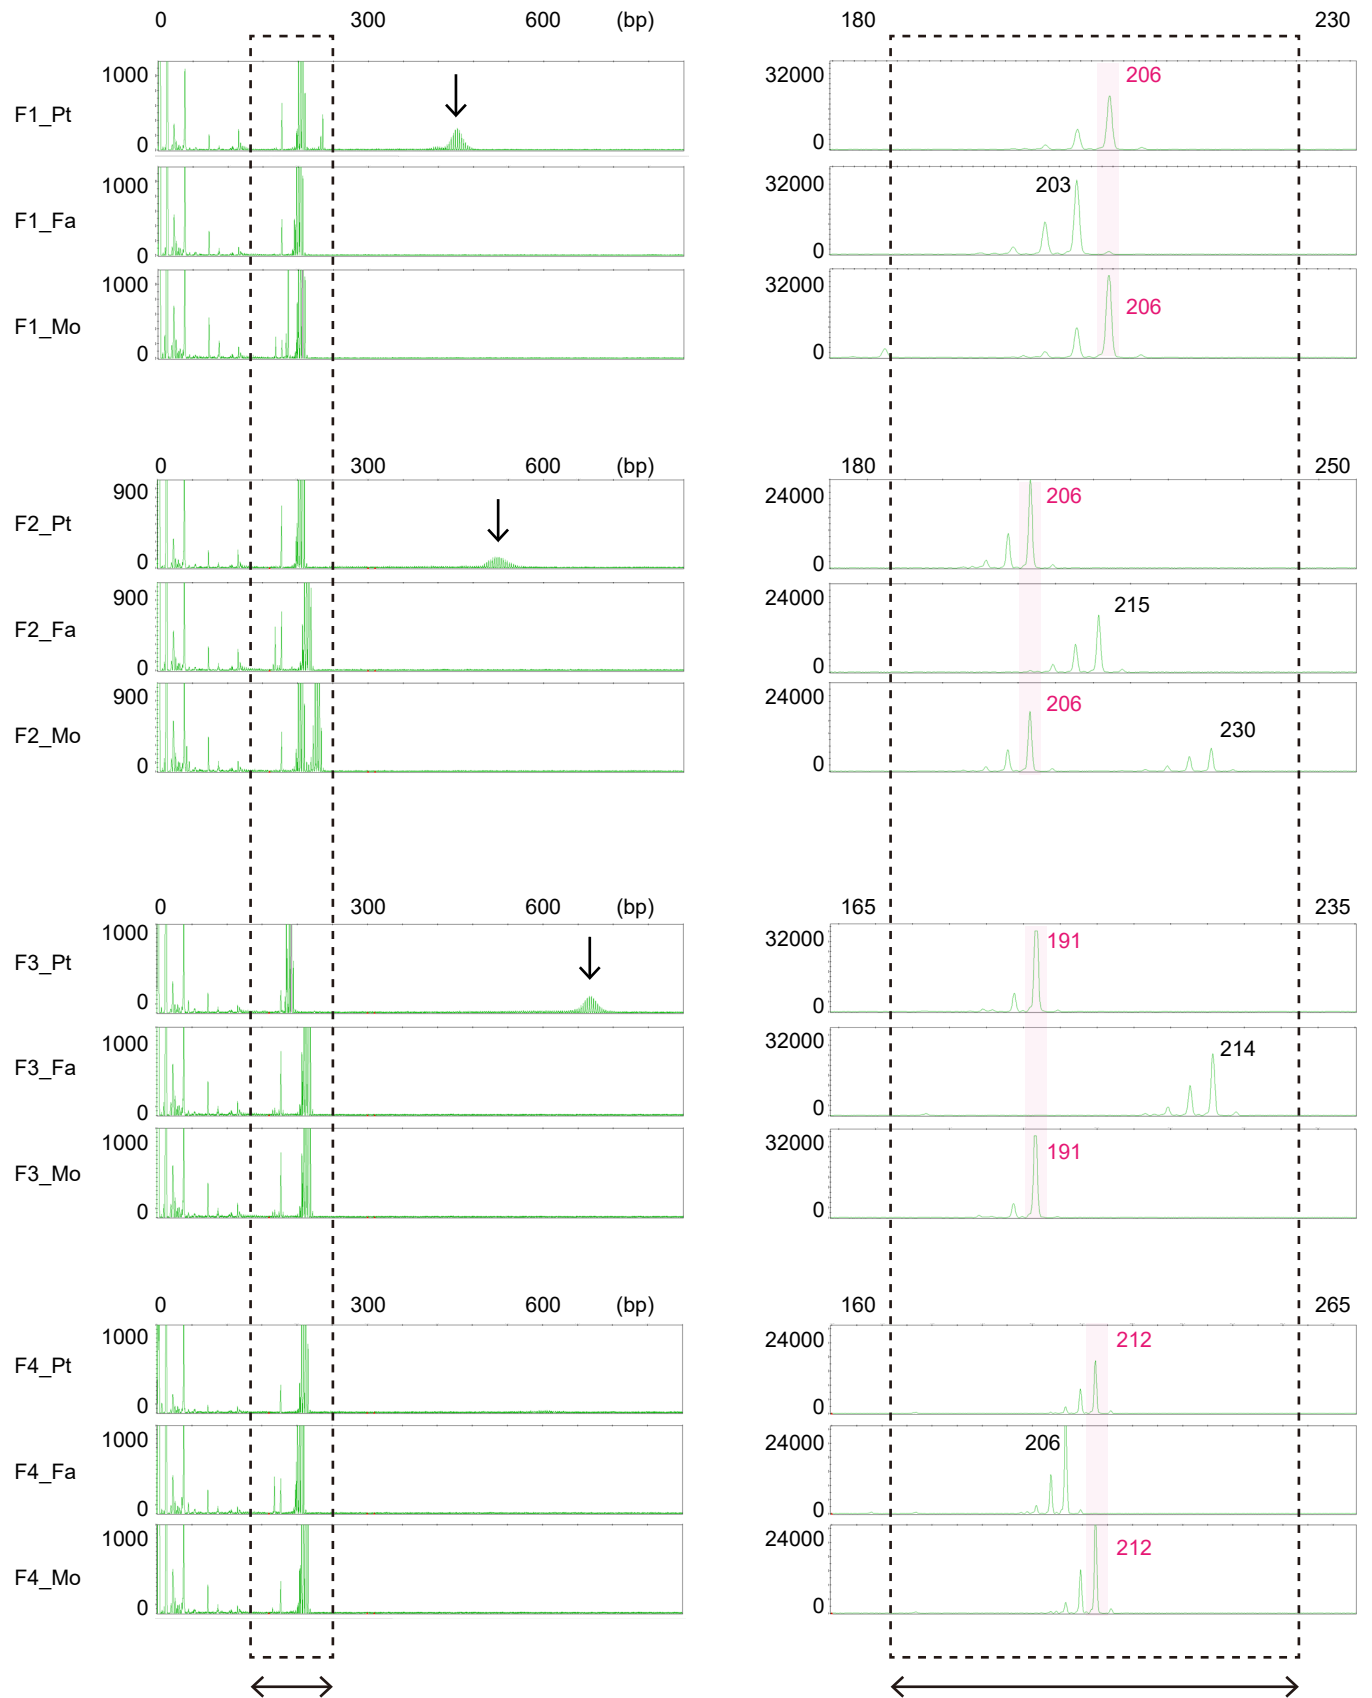 0 300 600 (bp) 180 230
F1_Pt 1000 0 32000 0 206
F1_Fa 1000 0 32000 0 203
F1_Mo 1000 0 32000 0 206
0 300 600 (bp) 180 250
F2_Pt 900 0 24000 0 206
F2_Fa 900 0 24000 0 215
F2_Mo 900 0 24000 0 206 230
0 300 600 (bp) 165 235
F3_Pt 1000 0 32000 0 191
F3_Fa 1000 0 32000 0 214
F3_Mo 1000 0 32000 0 191
0 300 600 (bp) 160 265
F4_Pt 1000 0 24000 0 212
F4_Fa 1000 0 24000 0 206
F4_Mo 1000 0 24000 0 212